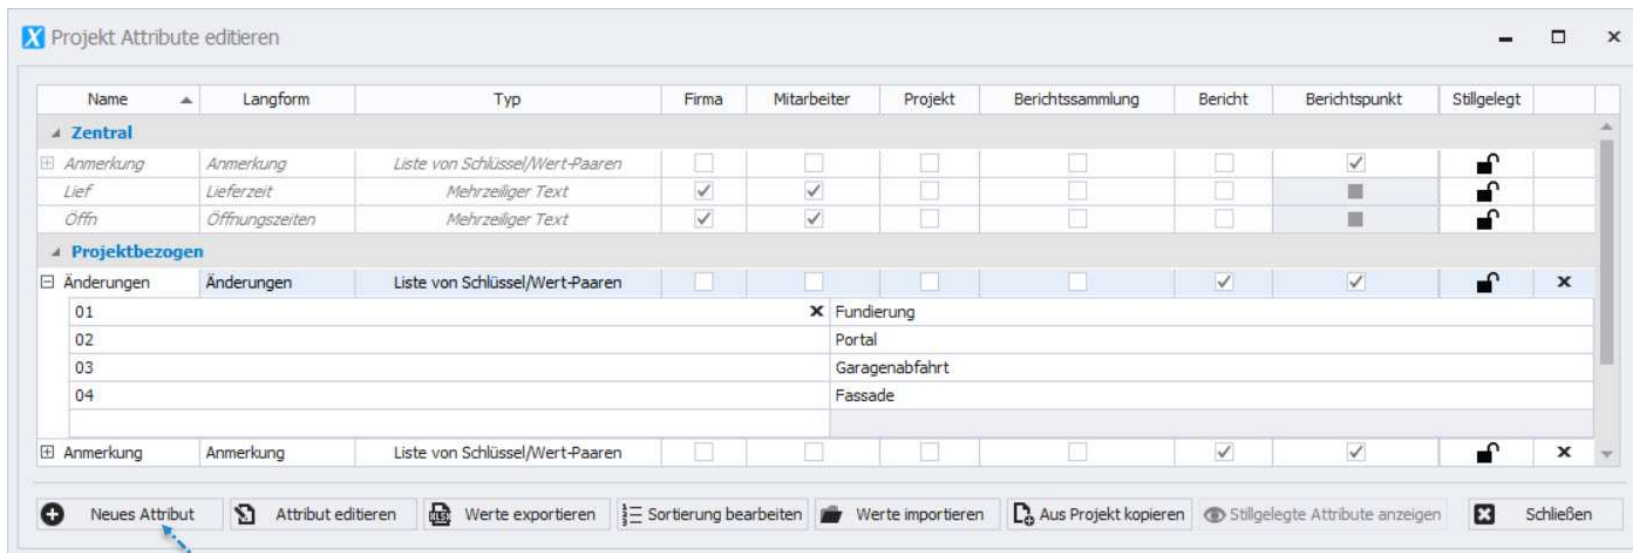 Projekt Attribute editieren
Name Langform Typ Firma Mitarbeiter Projekt Berichtssammlung Bericht Berichtspunkt Stillgelegt
Zentral
Anmerkung Anmerkung Liste von Schlüssel/Wert-Paaren
Lief Lieferzeit Mehrzeiliger Text
Öffn Öffnungszeiten Mehrzeiliger Text
Projektbezogen
Änderungen Änderungen Liste von Schlüssel/Wert-Paaren
01 Fundierung
02 Portal
03 Garagenabfahrt
04 Fassade
Anmerkung Anmerkung Liste von Schlüssel/Wert-Paaren
Neues Attribut Attribut editieren Werte exportieren Sortierung bearbeiten Werte importieren Aus Projekt kopieren Stillgelegte Attribute anzeigen Schließen